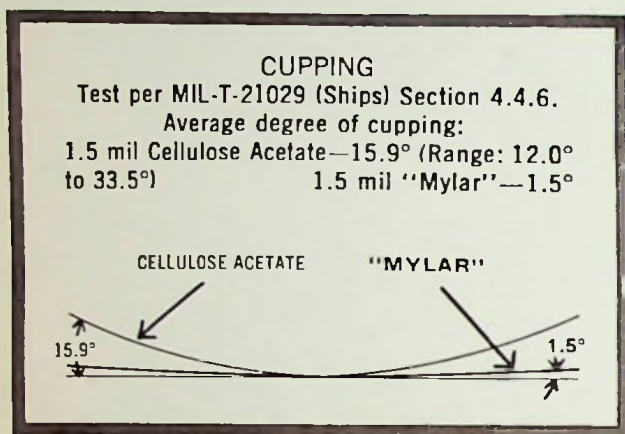 CUPPING
Test per MIL-T-21029 (Ships) Section 4.4.6.
Average degree of cupping:
1.5 mil Cellulose Acetate—15.9° (Range: 12.0°
to 33.5°) 1.5 mil "Mylar"—1.5°
CELLULOSE ACETATE "MYLAR"
15.9° 1.5°